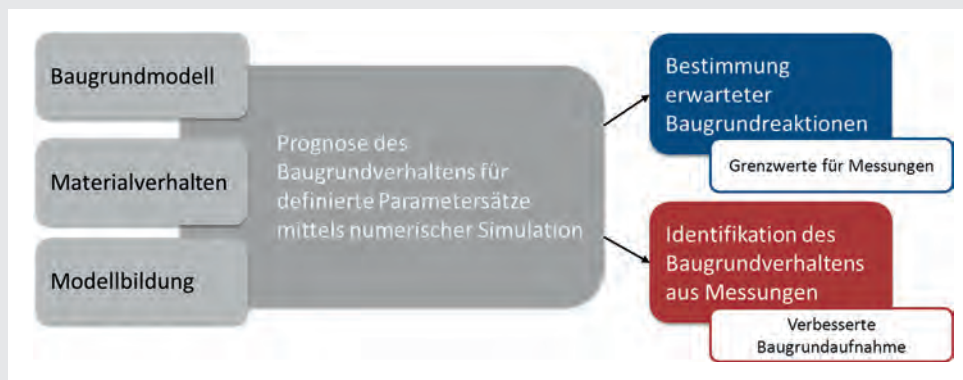 Baugrundmodell
Materialverhalten
Modellbildung
Prognose des
Baugrundverhaltens für
definierte Parametersätze
mittels numerischer Simulation
Bestimmung
erwarteter
Baugrundreaktionen
Grenzwerte für Messungen
Identifikation des
Baugrundverhaltens
aus Messungen
Verbesserte
Baugrundaufnahme